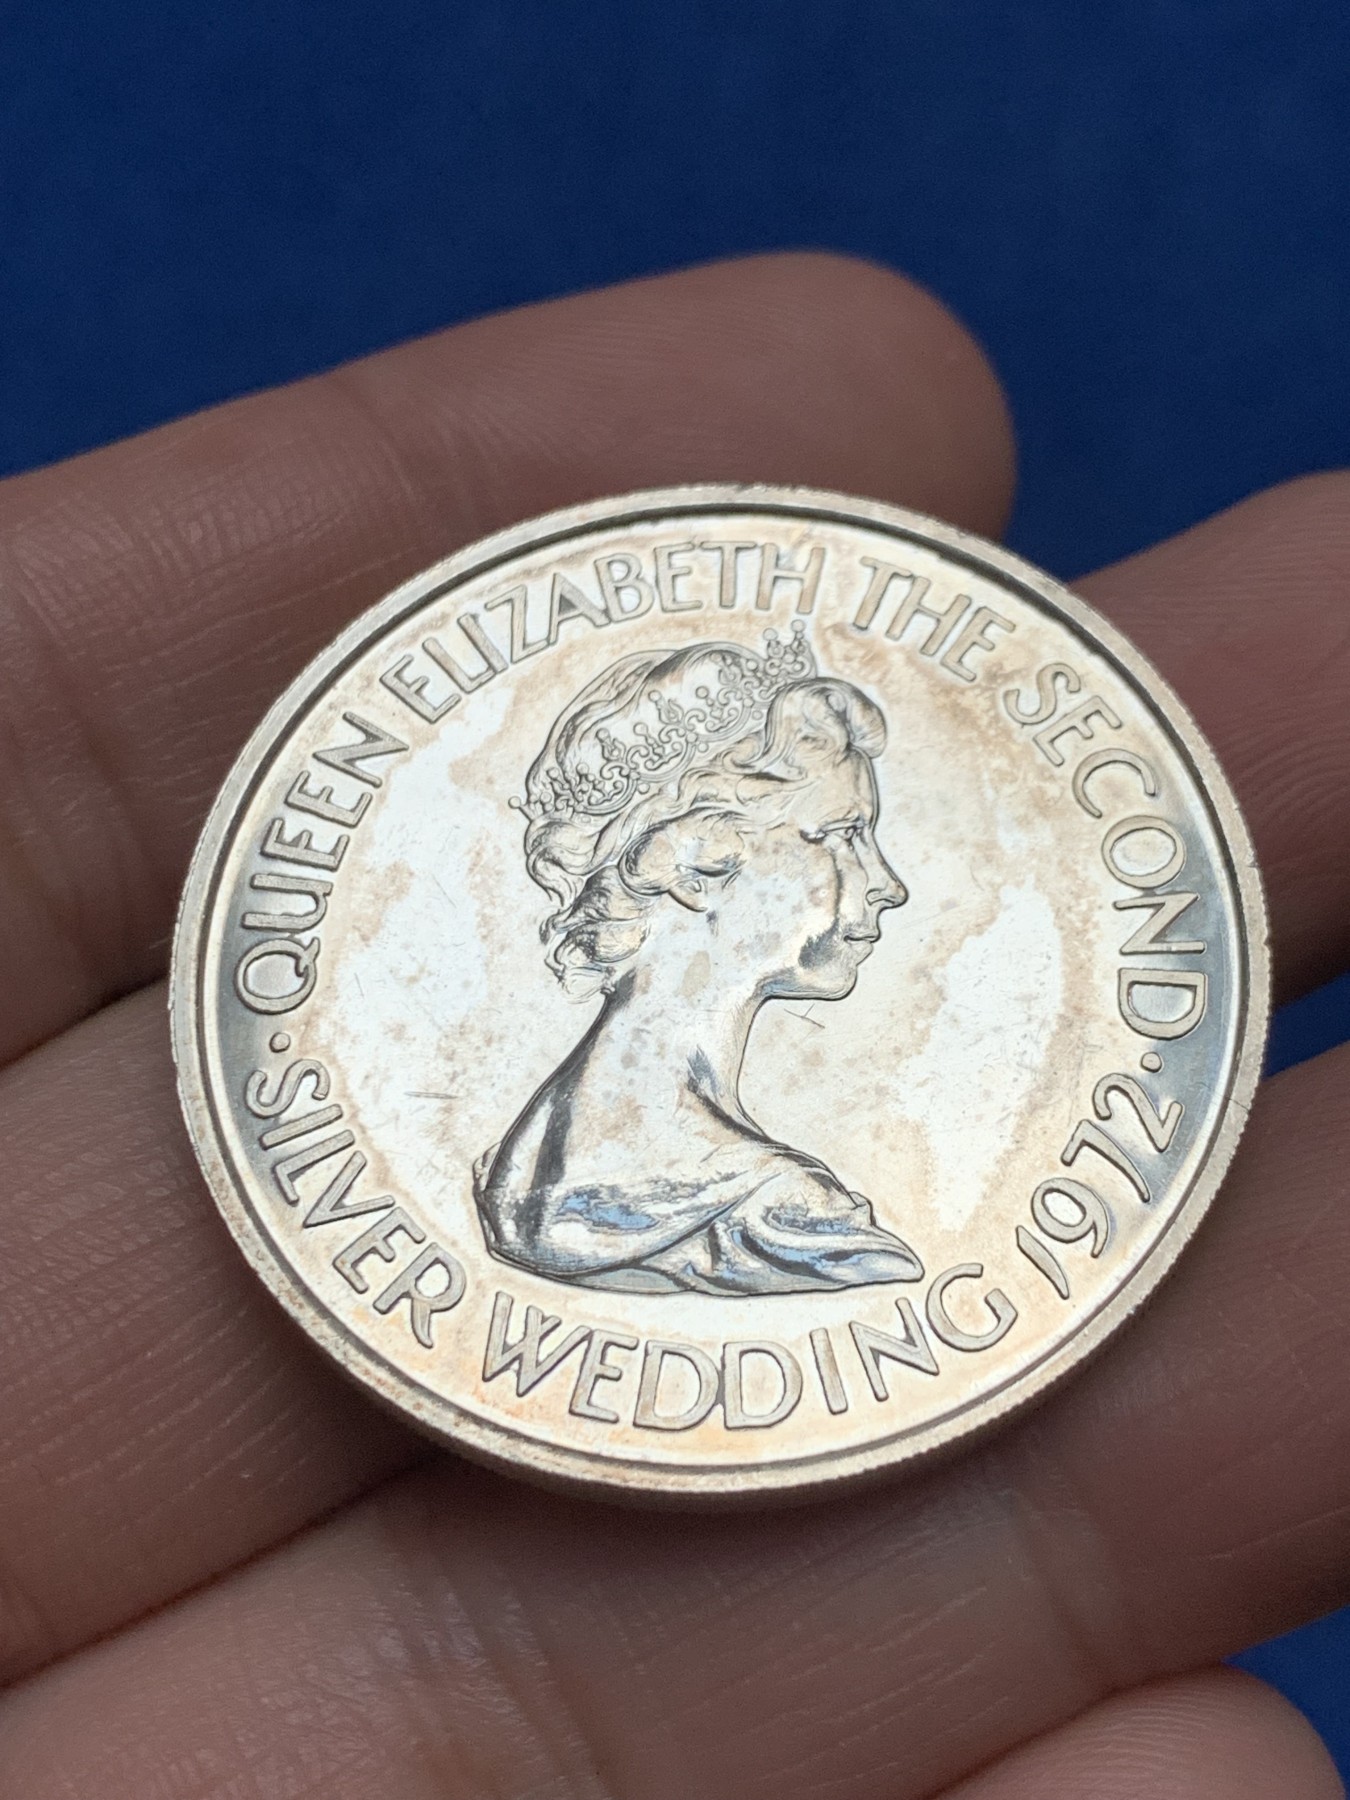 QUEEN ELIZABETH THE SECOND ·
SILVER WEDDING 1972 ·